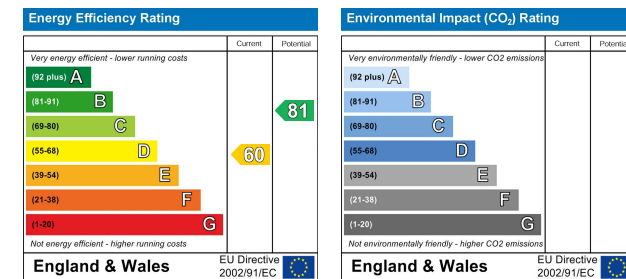 Energy Efficiency Rating
Current Potential
Very energy efficient - lower running costs
(92 plus) A
(81-91) B
81
(69-80) C
(55-68) D
60
(39-54) E
(21-38) F
(1-20) G
Not energy efficient - higher running costs
England & Wales
EU Directive
2002/91/EC
Environmental Impact (CO₂) Rating
Current Potential
Very environmentally friendly - lower CO2 emissions
(92 plus) A
(81-91) B
(69-80) C
(55-68) D
(39-54) E
(21-38) F
(1-20) G
Not environmentally friendly - higher CO2 emissions
England & Wales
EU Directive
2002/91/EC